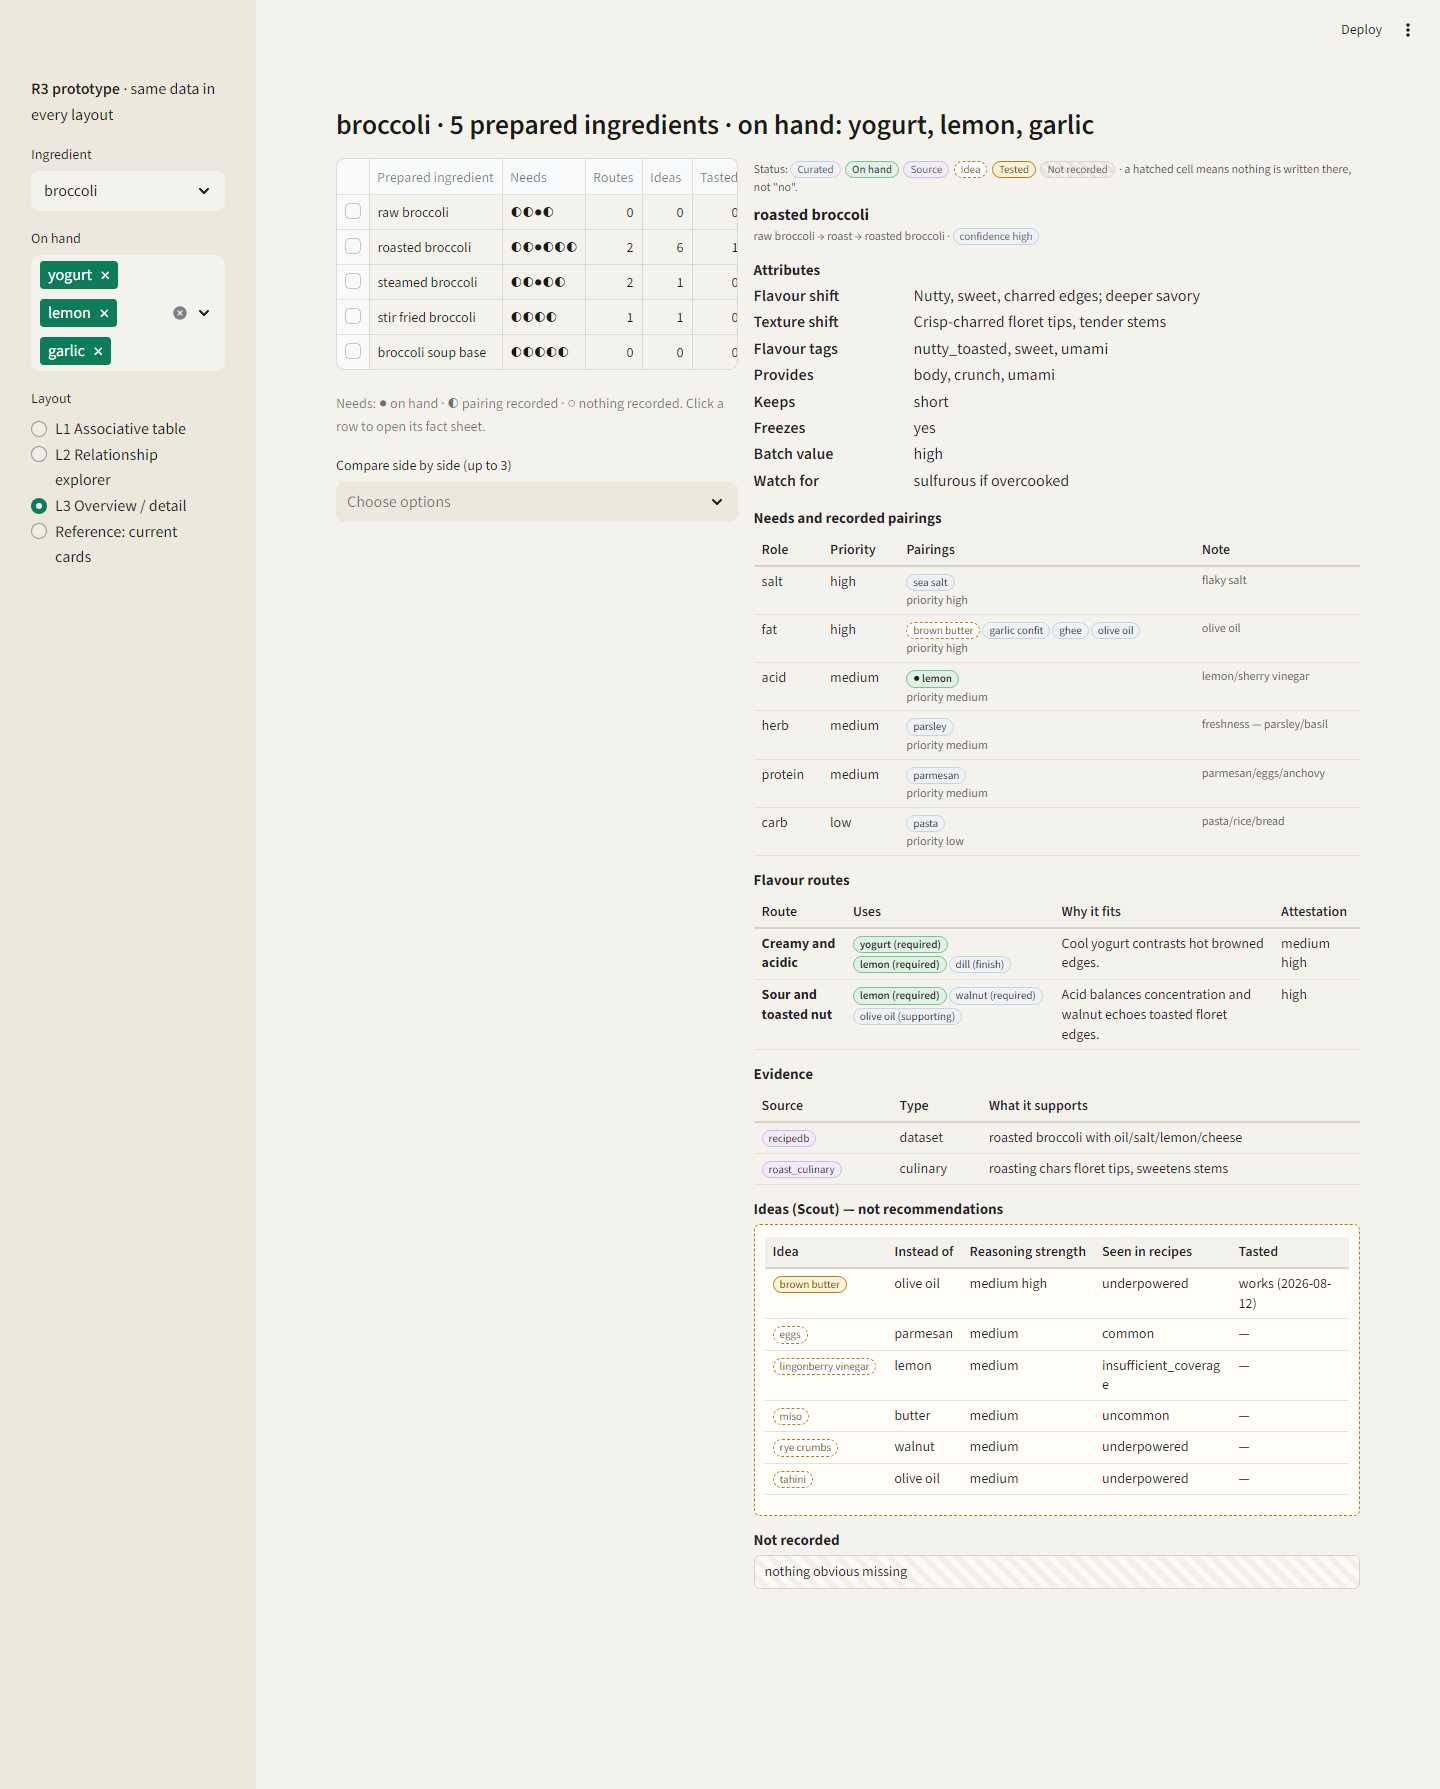 Deploy
R3 prototype · same data in
every layout
Ingredient
broccoli
On hand
yogurt ×
lemon ×
garlic ×
Layout
L1 Associative table
L2 Relationship
explorer
L3 Overview / detail
Reference: current
cards
broccoli · 5 prepared ingredients · on hand: yogurt, lemon, garlic
Prepared ingredient Needs Routes Ideas Tasted
raw broccoli ◐◐●◐ 0 0 0
roasted broccoli ◐◐●◐◐◐ 2 6 1
steamed broccoli ◐◐●◐◐ 2 1 0
stir fried broccoli ◐◐◐◐ 1 1 0
broccoli soup base ◐◐◐◐◐ 0 0 0
Needs: ● on hand · ◐ pairing recorded · ○ nothing recorded. Click a
row to open its fact sheet.
Compare side by side (up to 3)
Choose options
Status: Curated On hand Source Idea Tested Not recorded · a hatched cell means nothing is written there,
not "no".
roasted broccoli
raw broccoli → roast → roasted broccoli · confidence high
Attributes
Flavour shift Nutty, sweet, charred edges; deeper savory
Texture shift Crisp-charred floret tips, tender stems
Flavour tags nutty_toasted, sweet, umami
Provides body, crunch, umami
Keeps short
Freezes yes
Batch value high
Watch for sulfurous if overcooked
Needs and recorded pairings
Role Priority Pairings Note
salt high sea salt flaky salt
priority high
fat high brown butter garlic confit ghee olive oil olive oil
priority high
acid medium ● lemon lemon/sherry vinegar
priority medium
herb medium parsley freshness — parsley/basil
priority medium
protein medium parmesan parmesan/eggs/anchovy
priority medium
carb low pasta pasta/rice/bread
priority low
Flavour routes
Route Uses Why it fits Attestation
Creamy and yogurt (required) Cool yogurt contrasts hot browned medium
acidic lemon (required) dill (finish) edges. high
Sour and lemon (required) walnut (required) Acid balances concentration and high
toasted nut olive oil (supporting) walnut echoes toasted floret
edges.
Evidence
Source Type What it supports
recipedb dataset roasted broccoli with oil/salt/lemon/cheese
roast_culinary culinary roasting chars floret tips, sweetens stems
Ideas (Scout) — not recommendations
Idea Instead of Reasoning strength Seen in recipes Tasted
brown butter olive oil medium high underpowered works (2026-08-
12)
eggs parmesan medium common —
lingonberry vinegar lemon medium insufficient_coverag —
e
miso butter medium uncommon —
rye crumbs walnut medium underpowered —
tahini olive oil medium underpowered —
Not recorded
nothing obvious missing